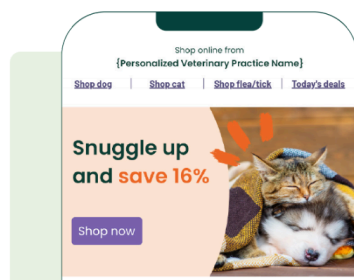 Shop online from
{Personalized Veterinary Practice Name}
Shop dog | Shop cat | Shop flea/tick | Today's deals
Snuggle up
and save 16%
Shop now